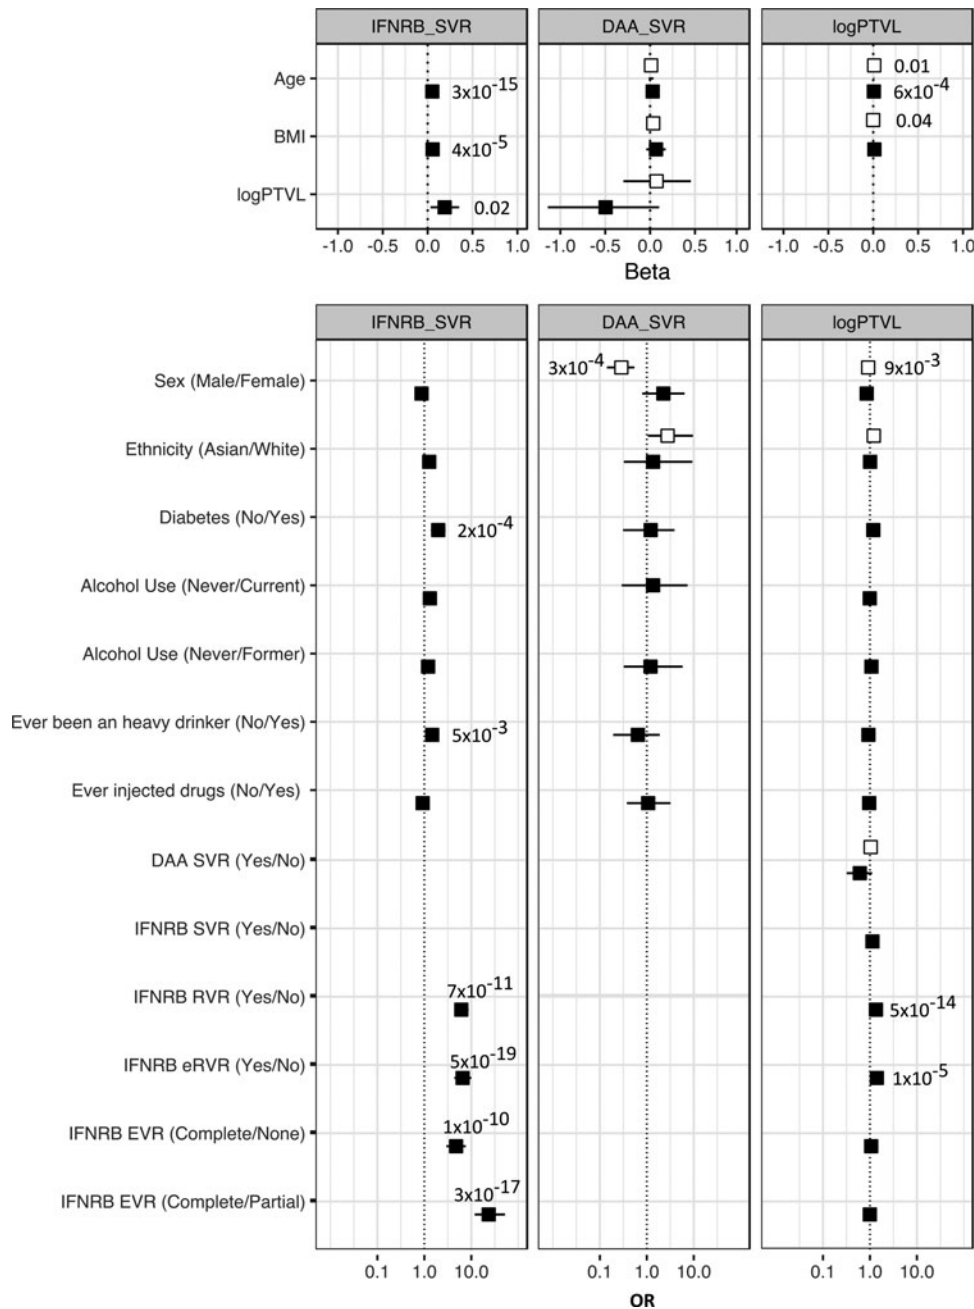 IFNRB_SVR DAA_SVR logPTVL
0.01
Age
3x10-15 6x10-4
0.04
BMI
4x10-5
logPTVL
0.02
-1.0 -0.5 0.0 0.5 1.0 -1.0 -0.5 0.0 0.5 1.0 -1.0 -0.5 0.0 0.5 1.0
Beta
IFNRB_SVR DAA_SVR logPTVL
3x10-4 9x10-3
Sex (Male/Female)
Ethnicity (Asian/White)
Diabetes (No/Yes)
2x10-4
Alcohol Use (Never/Current)
Alcohol Use (Never/Former)
Ever been an heavy drinker (No/Yes)
5x10-3
Ever injected drugs (No/Yes)
DAA SVR (Yes/No)
IFNRB SVR (Yes/No)
7x10-11
IFNRB RVR (Yes/No)
5x10-14
5x10-19
IFNRB eRVR (Yes/No)
1x10-5
1x10-10
IFNRB EVR (Complete/None)
3x10-17
IFNRB EVR (Complete/Partial)
0.1 1.0 10.0 0.1 1.0 10.0 0.1 1.0 10.0
OR